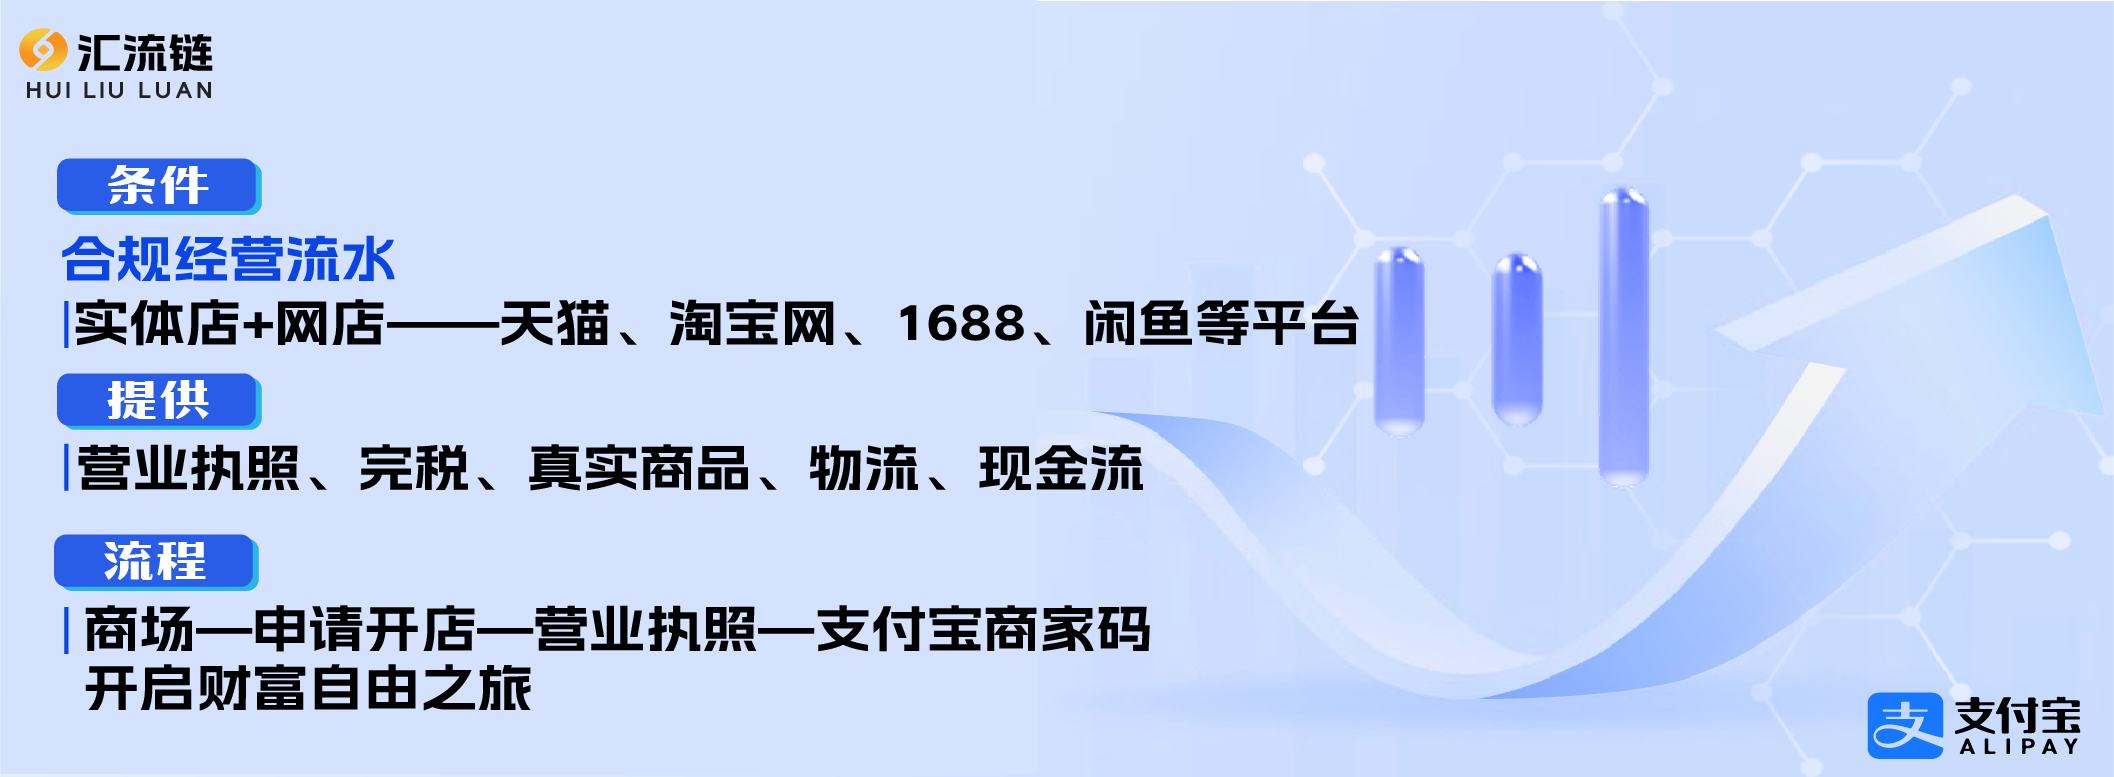 汇流链
HUI LIU LUAN
条件
合规经营流水
实体店+网店——天猫、淘宝网、1688、闲鱼等平台
提供
营业执照、完税、真实商品、物流、现金流
流程
商场—申请开店—营业执照—支付宝商家码
开启财富自由之旅
支 支付宝
ALIPAY